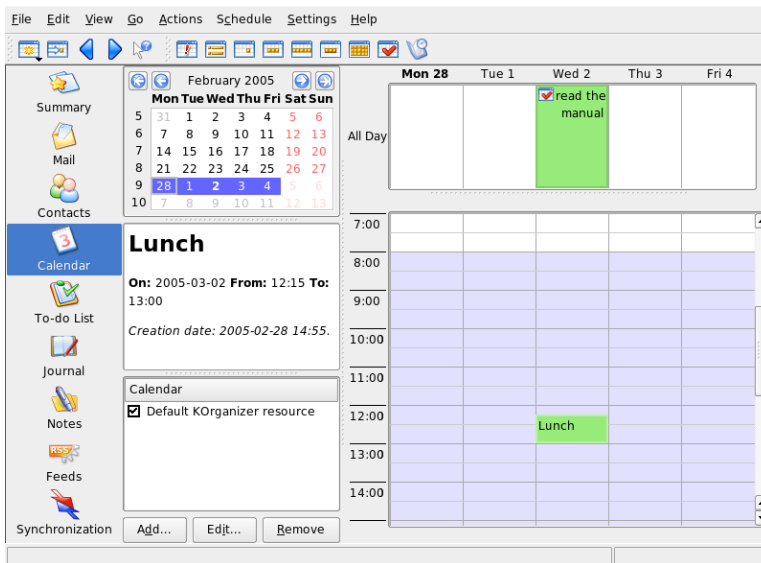 File Edit View Go Actions Schedule Settings Help
Summary
Mail
Contacts
3
Calendar
To-do List
Journal
Notes
RSS
Feeds
Synchronization
February 2005
Mon Tue Wed Thu Fri Sat Sun
5 31 1 2 3 4 5 6
6 7 8 9 10 11 12 13
7 14 15 16 17 18 19 20
8 21 22 23 24 25 26 27
9 28 1 2 3 4 5 6
10 7 8 9 10 11 12 13
Lunch
On: 2005-03-02 From: 12:15 To:
13:00
Creation date: 2005-02-28 14:55.
Calendar
Default KOrganizer resource
Add... Edit... Remove
Mon 28 Tue 1 Wed 2 Thu 3 Fri 4
All Day
read the
manual
7:00
8:00
9:00
10:00
11:00
12:00
Lunch
13:00
14:00